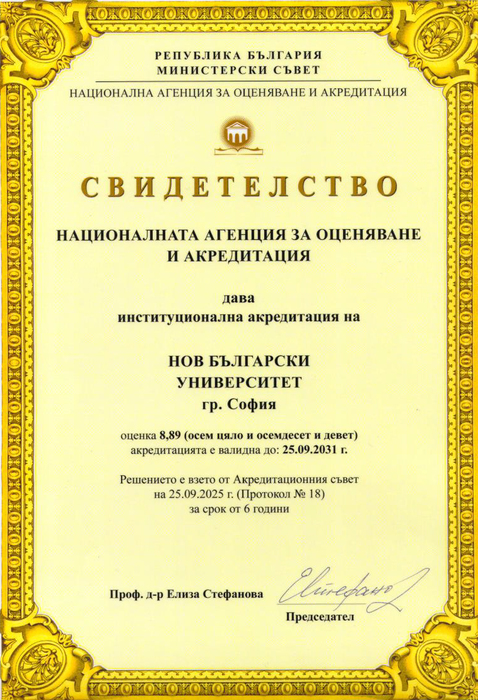 РЕПУБЛИКА БЪЛГАРИЯ
МИНИСТЕРСКИ СЪВЕТ
НАЦИОНАЛНА АГЕНЦИЯ ЗА ОЦЕНЯВАНЕ И АКРЕДИТАЦИЯ
СВИДЕТЕЛСТВО
НАЦИОНАЛНАТА АГЕНЦИЯ ЗА ОЦЕНЯВАНЕ
И АКРЕДИТАЦИЯ
дава
институционална акредитация на
НОВ БЪЛГАРСКИ
УНИВЕРСИТЕТ
гр. София
оценка 8,89 (осем цяло и осемдесет и девет)
акредитацията е валидна до: 25.09.2031 г.
Решението е взето от Акредитационния съвет
на 25.09.2025 г. (Протокол № 18)
за срок от 6 години
Проф. д-р Елиза Стефанова
Председател